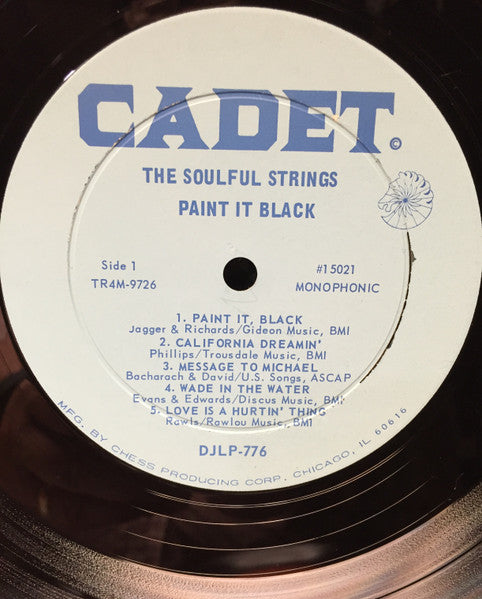 CADET ©
THE SOULFUL STRINGS
PAINT IT BLACK
Side 1
TR4M-9726
#15021
MONOPHONIC
1. PAINT IT, BLACK
Jagger & Richards/Gideon Music, BMI
2. CALIFORNIA DREAMIN'
Phillips/Trousdale Music, BMI
3. MESSAGE TO MICHAEL
Bacharach & David/U.S. Songs, ASCAP
4. WADE IN THE WATER
Evans & Edwards/Discus Music, BMI
5. LOVE IS A HURTIN' THING
Rawls/Rawlou Music, BMI
DJLP-776
MFG. BY CHESS PRODUCING CORP. CHICAGO, IL 60616